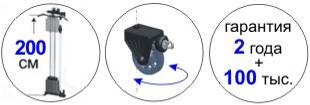 200
СМ
гарантия
2 года
+
100 тыс.